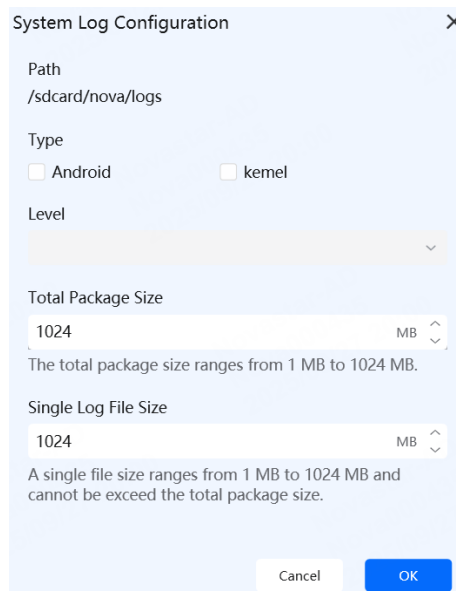 System Log Configuration
Path
/sdcard/nova/logs
Type
Android
kemel
Level
Total Package Size
1024 MB
The total package size ranges from 1 MB to 1024 MB.
Single Log File Size
1024 MB
A single file size ranges from 1 MB to 1024 MB and
cannot be exceed the total package size.
Cancel OK